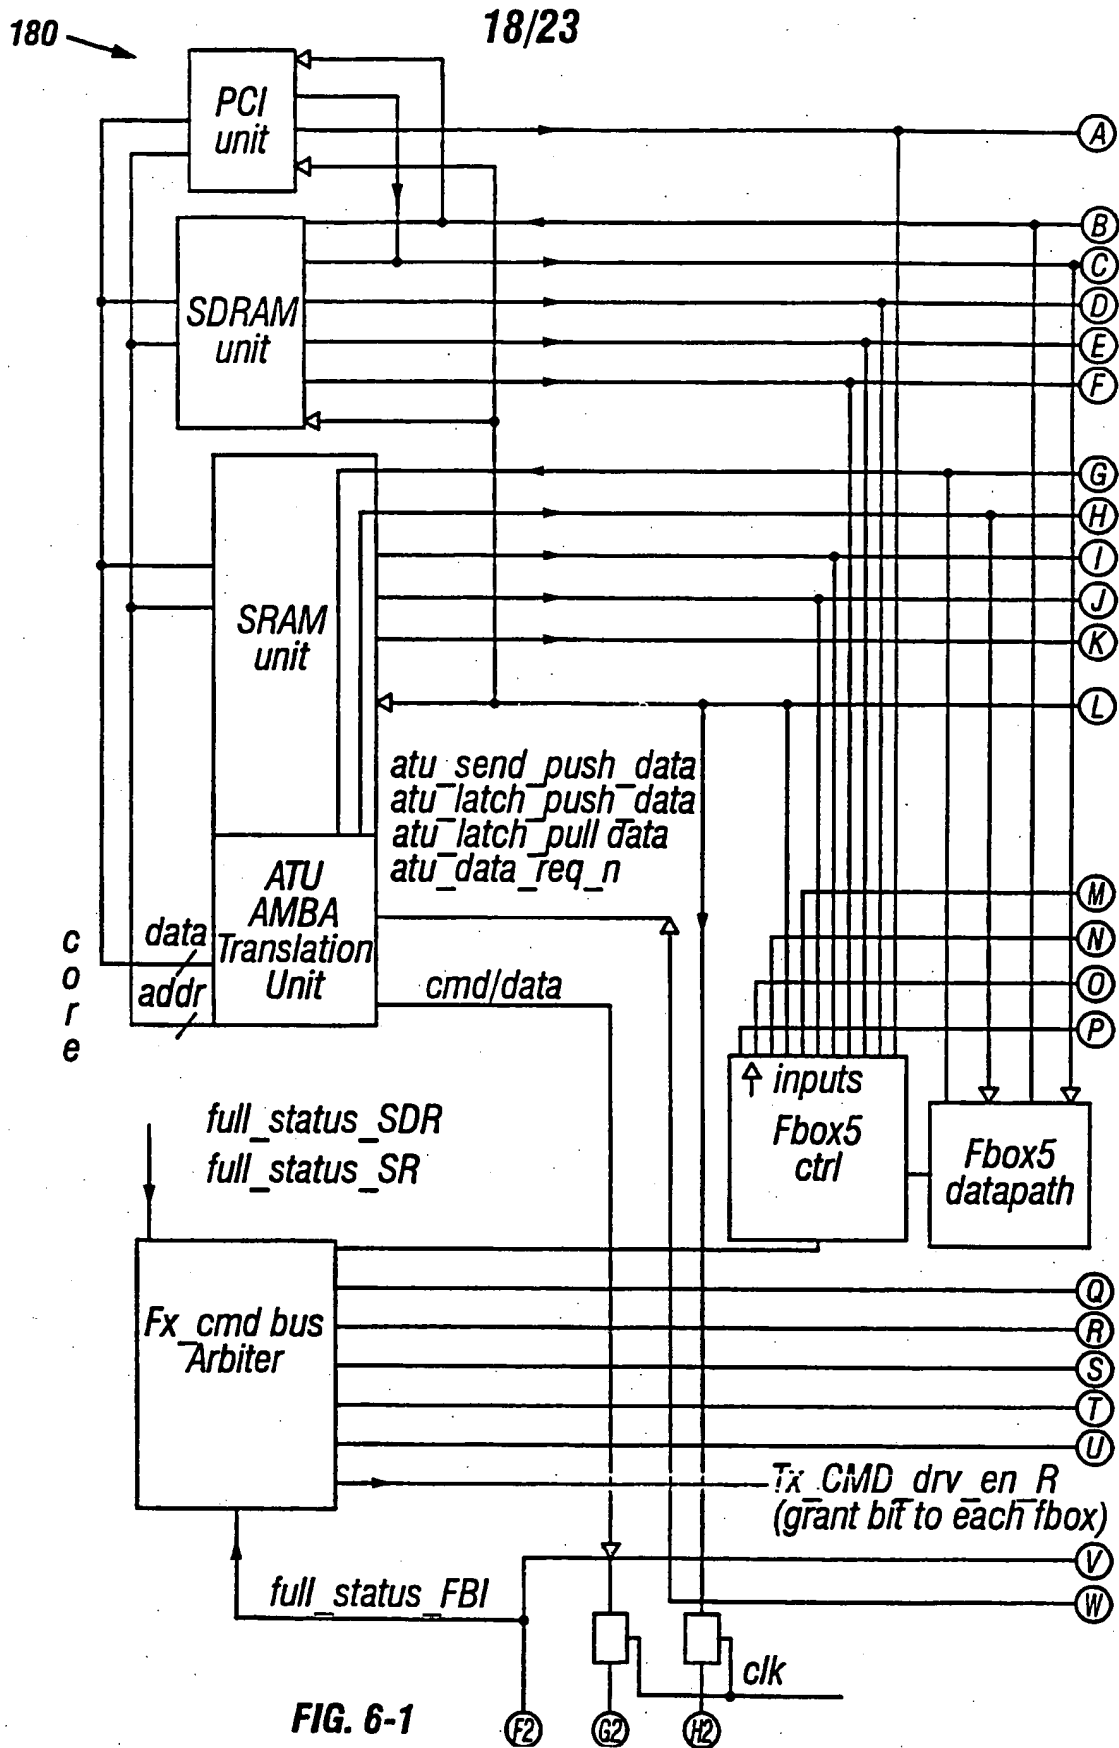 18/23
180
PCI
unit
A
B
C
SDRAM
unit
D
E
F
G
H
I
SRAM
unit
J
K
L
atu_send_push_data
atu_latch_push_data
atu_latch_pull data
atu_data_req_n
ATU
AMBA
Translation
Unit
core
data
addr
cmd/data
M
N
O
P
inputs
Fbox5
ctrl
Fbox5
datapath
full_status_SDR
full_status_SR
Fx_cmd bus
Arbiter
Q
R
S
T
U
Tx_CMD_drv_en_R
(grant bit to each fbox)
V
full_status_FBI
W
clk
FIG. 6-1
F2
G2
H2